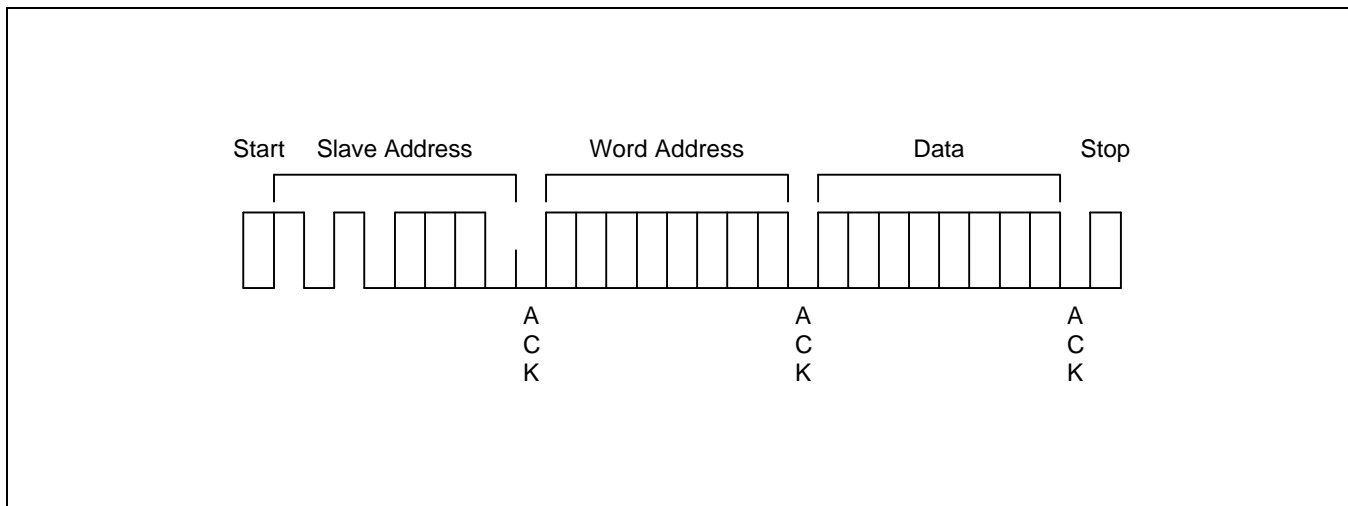 Start Slave Address Word Address Data Stop
A A A
C C C
K K K